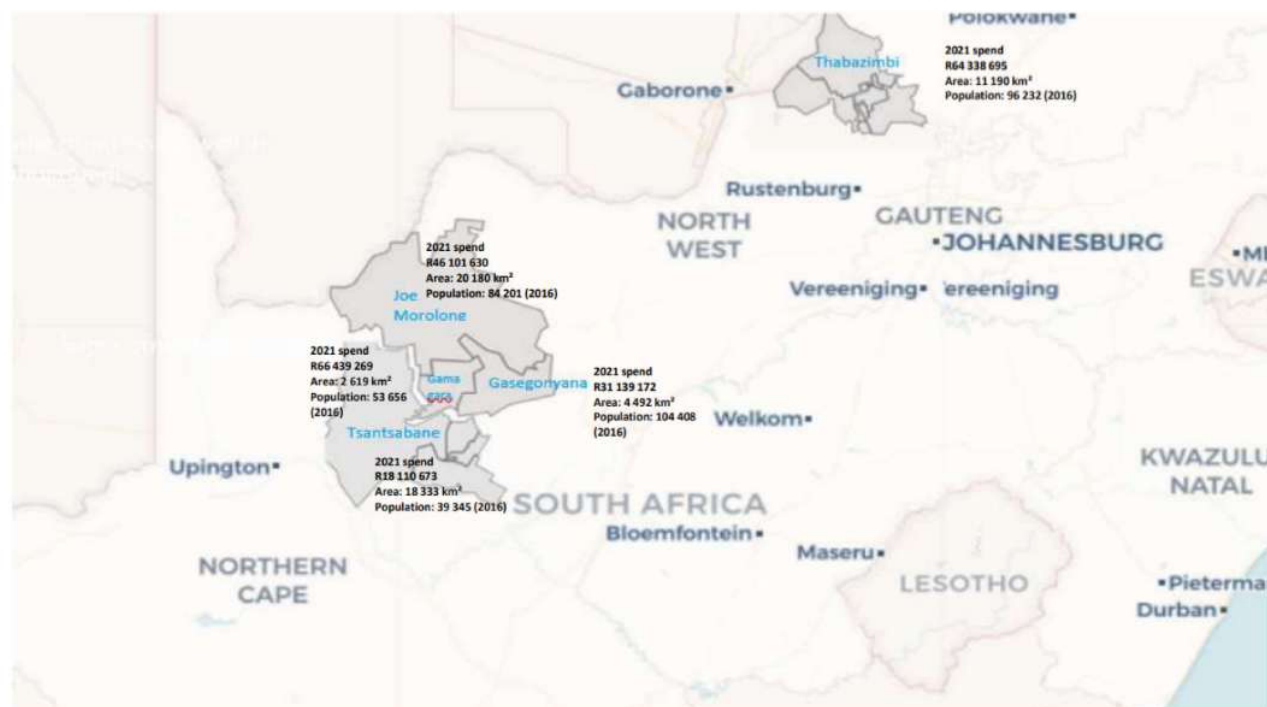 Polokwane
Thabazimbi
2021 spend
R64 338 695
Area: 11 190 km²
Population: 96 232 (2016)
Gaborone
Rustenburg
NORTH
WEST
GAUTENG
JOHANNESBURG
ESWA
Vereeniging
ereeniging
2021 spend
R46 101 630
Area: 20 180 km²
Population: 84 201 (2016)
Joe
Morolong
2021 spend
R66 439 269
Area: 2 619 km²
Population: 53 656
(2016)
Gama
gara
Gasegonyana
2021 spend
R31 139 172
Area: 4 492 km²
Population: 104 408
(2016)
Welkom
Tsantsabane
2021 spend
R18 110 673
Area: 18 333 km²
Population: 39 345 (2016)
Upington
SOUTH AFRICA
KWAZULU
NATAL
Bloemfontein
Maseru
LESOTHO
NORTHERN
CAPE
Pieterma
Durban